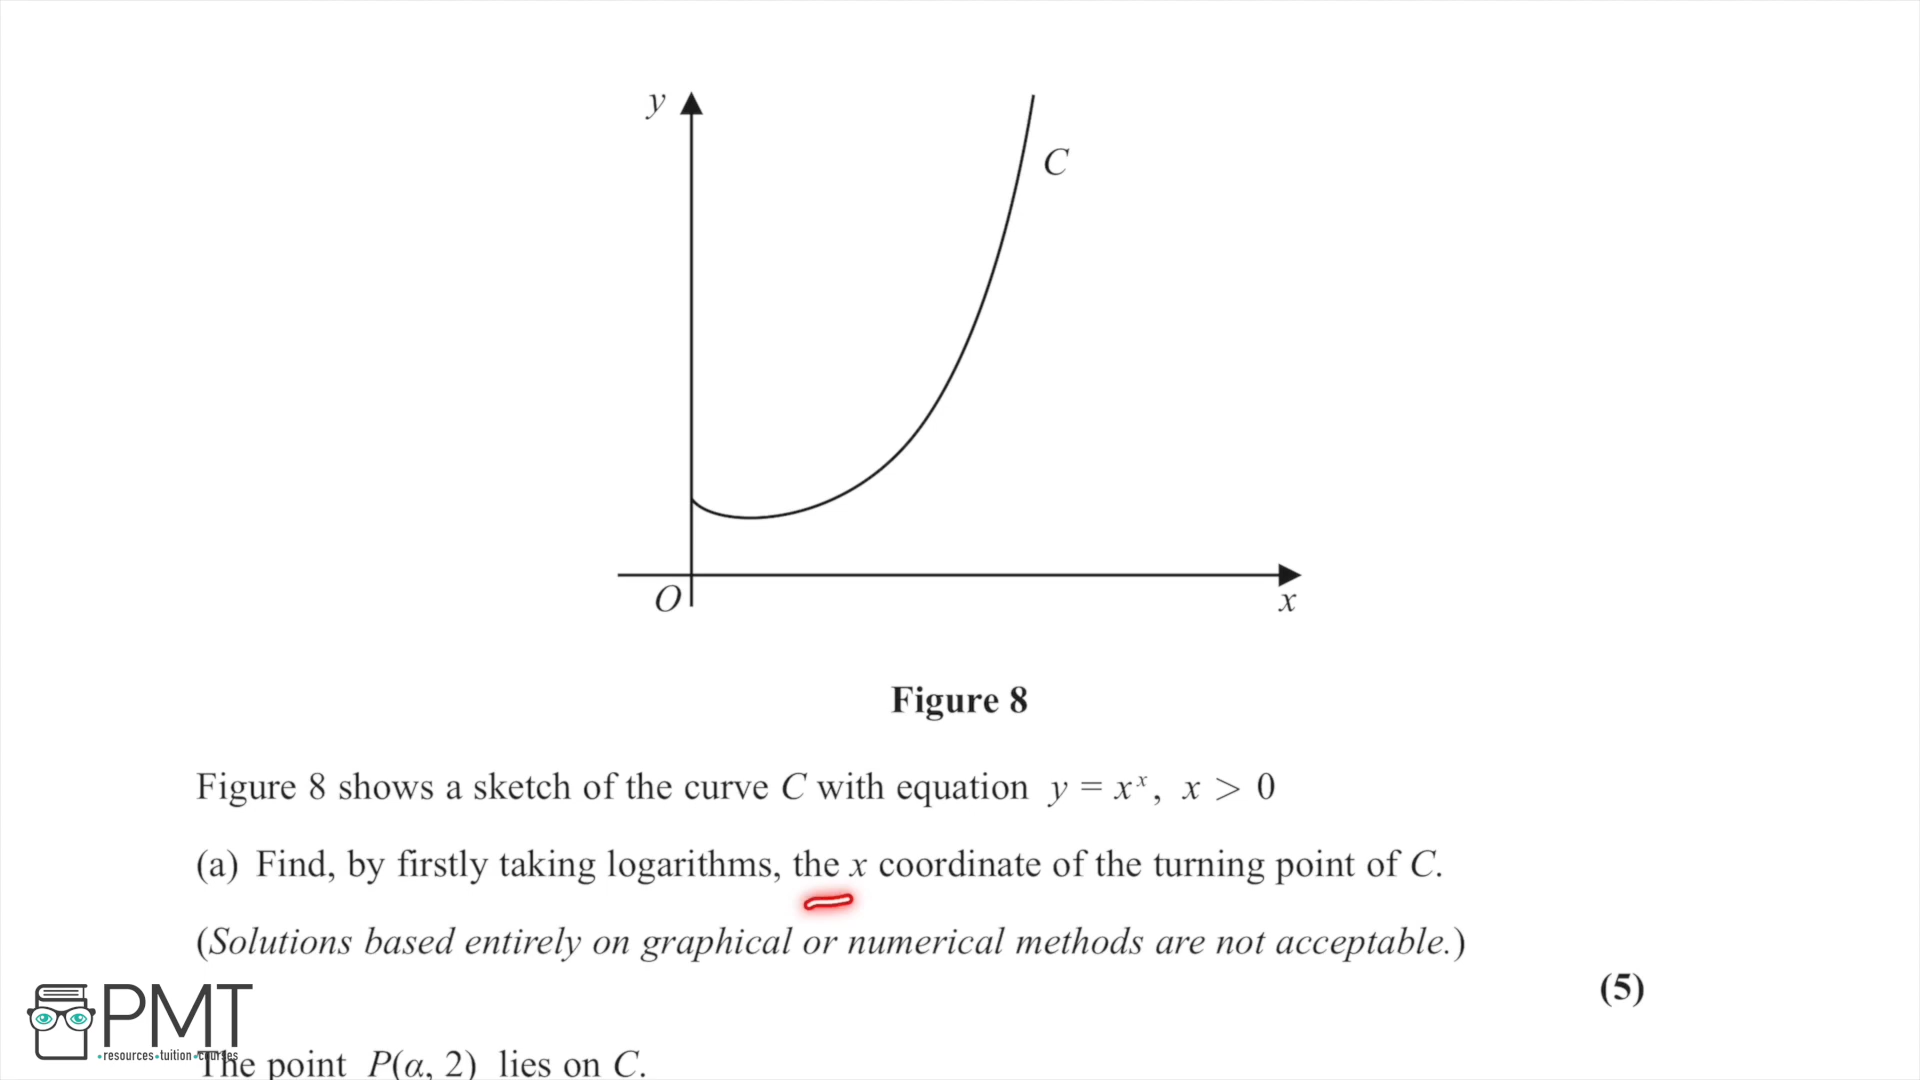 y
C
O
x
Figure 8
Figure 8 shows a sketch of the curve C with equation y = xˣ, x > 0
(a) Find, by firstly taking logarithms, the x coordinate of the turning point of C.
(Solutions based entirely on graphical or numerical methods are not acceptable.)
(5)
PMT
•resources•tuition•courses
The point P(α, 2) lies on C.